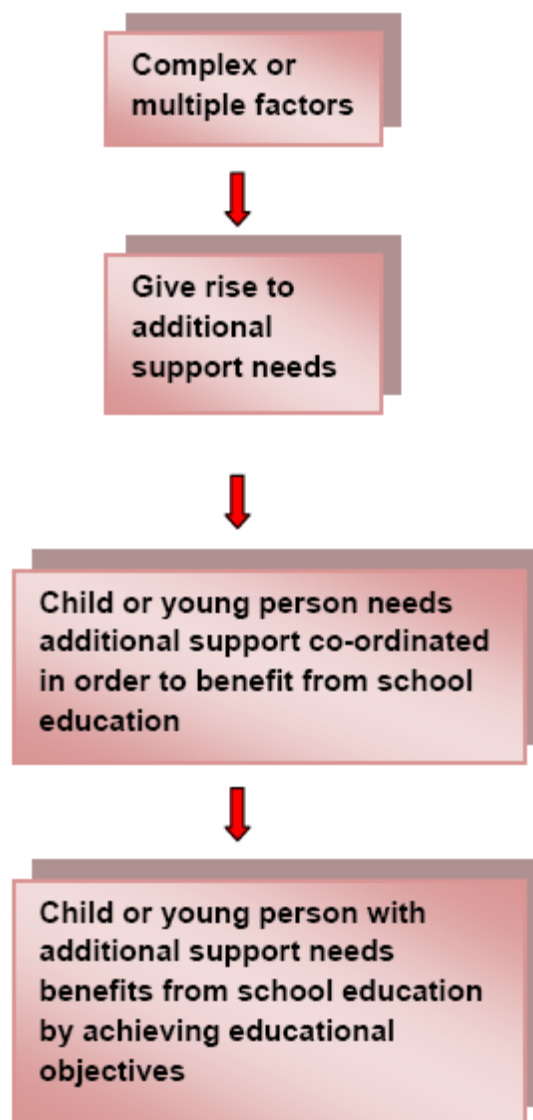 Complex or
multiple factors
Give rise to
additional
support needs
Child or young person needs
additional support co-ordinated
in order to benefit from school
education
Child or young person with
additional support needs
benefits from school education
by achieving educational
objectives